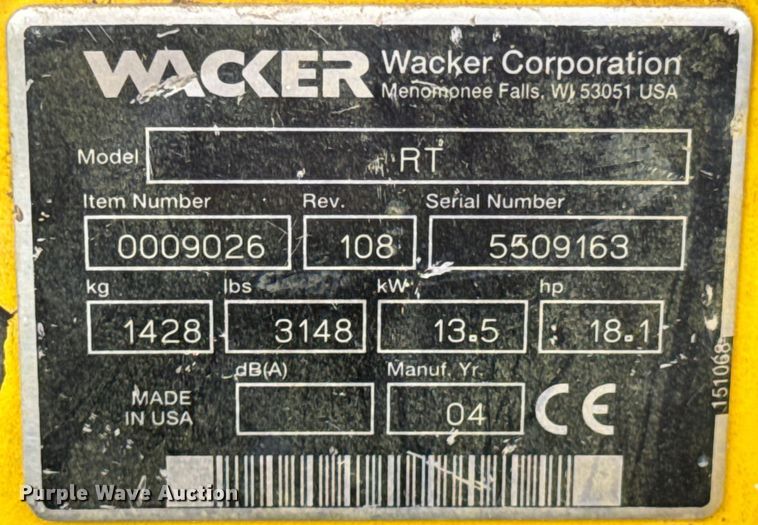 WACKER Wacker Corporation
Menomonee Falls, WI 53051 USA
Model RT
Item Number Rev. Serial Number
0009026 108 5509163
kg lbs kW hp
1428 3148 13.5 18.1
dB(A) Manuf. Yr.
MADE
IN USA
04 CE
151068
Purple Wave Auction